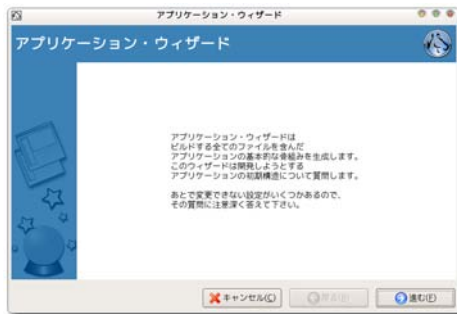 アプリケーション・ウィザード
アプリケーション・ウィザード
アプリケーション・ウィザードは
ビルドする全てのファイルを含んだ
アプリケーションの基本的な骨組みを生成します。
このウィザードは開発しようとする
アプリケーションの初期構造について質問します。
あとで変更できない設定がいくつかあるので、
その質問に注意深く答えて下さい。
キャンセル(C)
進む(F)